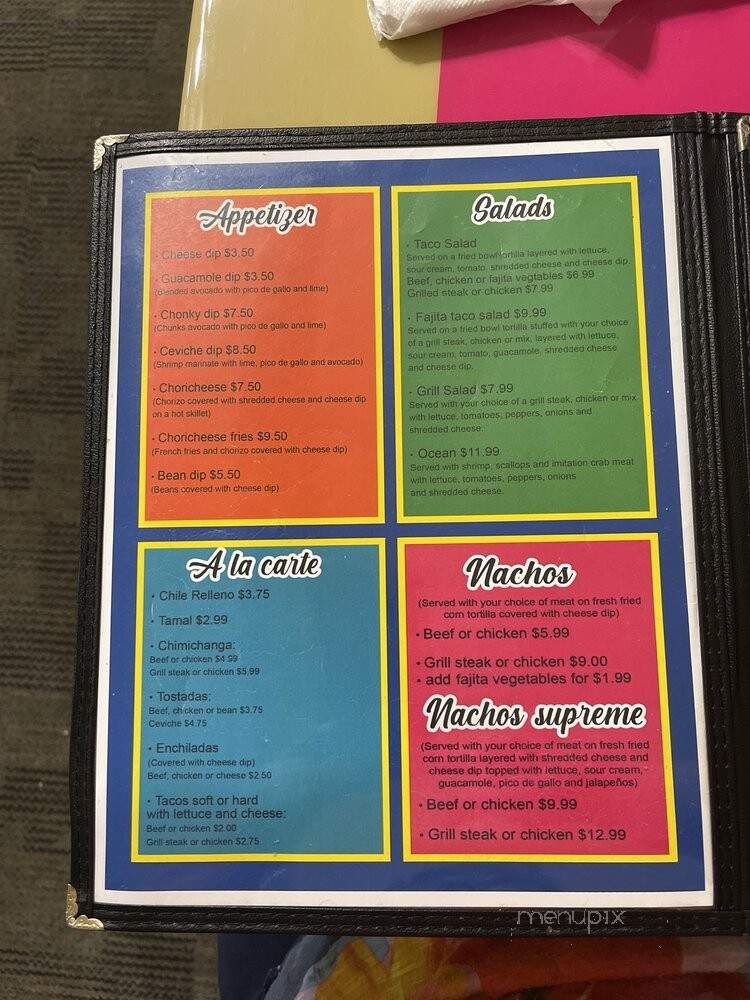 Appetizer
• Cheese dip $3.50
• Guacamole dip $3.50
(Blended avocado with pico de gallo and lime)
• Chonky dip $7.50
(Chunks avocado with pico de gallo and lime)
• Ceviche dip $8.50
(Shrimp marinate with lime, pico de gallo and avocado)
• Choricheese $7.50
(Chorizo covered with shredded cheese and cheese dip
on a hot skillet)
• Choricheese fries $9.50
(French fries and chorizo covered with cheese dip)
• Bean dip $5.50
(Beans covered with cheese dip)
Salads
• Taco Salad
Served on a fried bowl tortilla layered with lettuce,
sour cream, tomato, shredded cheese and cheese dip.
Beef, chicken or fajita vegtables $6.99
Grilled steak or chicken $7.99
• Fajita taco salad $9.99
Served on a fried bowl tortilla stuffed with your choice
of a grill steak, chicken or mix, layered with lettuce,
sour cream, tomato, guacamole, shredded cheese
and cheese dip.
• Grill Salad $7.99
Served with your choice of a grill steak, chicken or mix
with lettuce, tomatoes, peppers, onions and
shredded cheese.
• Ocean $11.99
Served with shrimp, scallops and imitation crab meat
with lettuce, tomatoes, peppers, onions
and shredded cheese.
A la carte
• Chile Relleno $3.75
• Tamal $2.99
• Chimichanga:
Beef or chicken $4.99
Grill steak or chicken $5.99
• Tostadas:
Beef, chicken or bean $3.75
Ceviche $4.75
• Enchiladas
(Covered with cheese dip)
Beef, chicken or cheese $2.50
• Tacos soft or hard
with lettuce and cheese:
Beef or chicken $2.00
Grill steak or chicken $2.75
Nachos
(Served with your choice of meat on fresh fried
corn tortilla covered with cheese dip)
• Beef or chicken $5.99
• Grill steak or chicken $9.00
• add fajita vegetables for $1.99
Nachos supreme
(Served with your choice of meat on fresh fried
corn tortilla layered with shredded cheese and
cheese dip topped with lettuce, sour cream,
guacamole, pico de gallo and jalapeños)
• Beef or chicken $9.99
• Grill steak or chicken $12.99
menupix